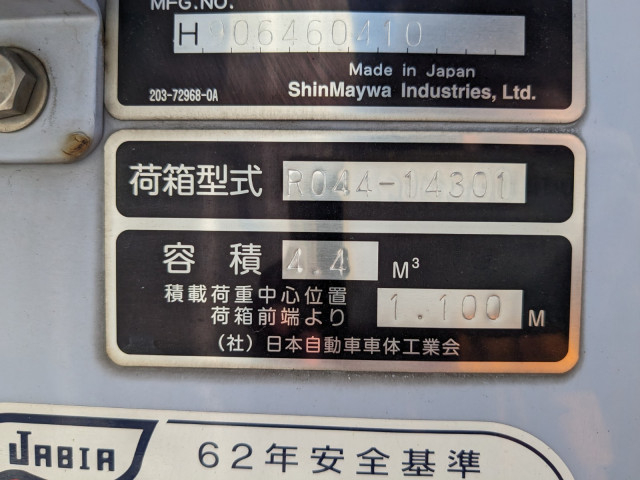 MFG.NO.
H 906460410
Made in Japan
203-72968-0A ShinMaywa Industries, Ltd.
荷箱型式 R044-14301
容積 4.4 M³
積載荷重中心位置
荷箱前端より 1.100 M
(社)日本自動車車体工業会
JABIA 62年安全基準